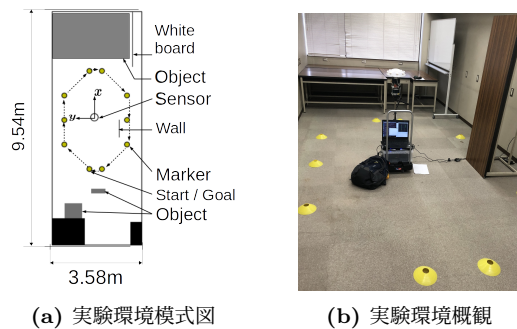 White
board
Object
Sensor
x
y
Wall
9.54m
Marker
Start / Goal
Object
3.58m
(a) 実験環境模式図
(b) 実験環境概観